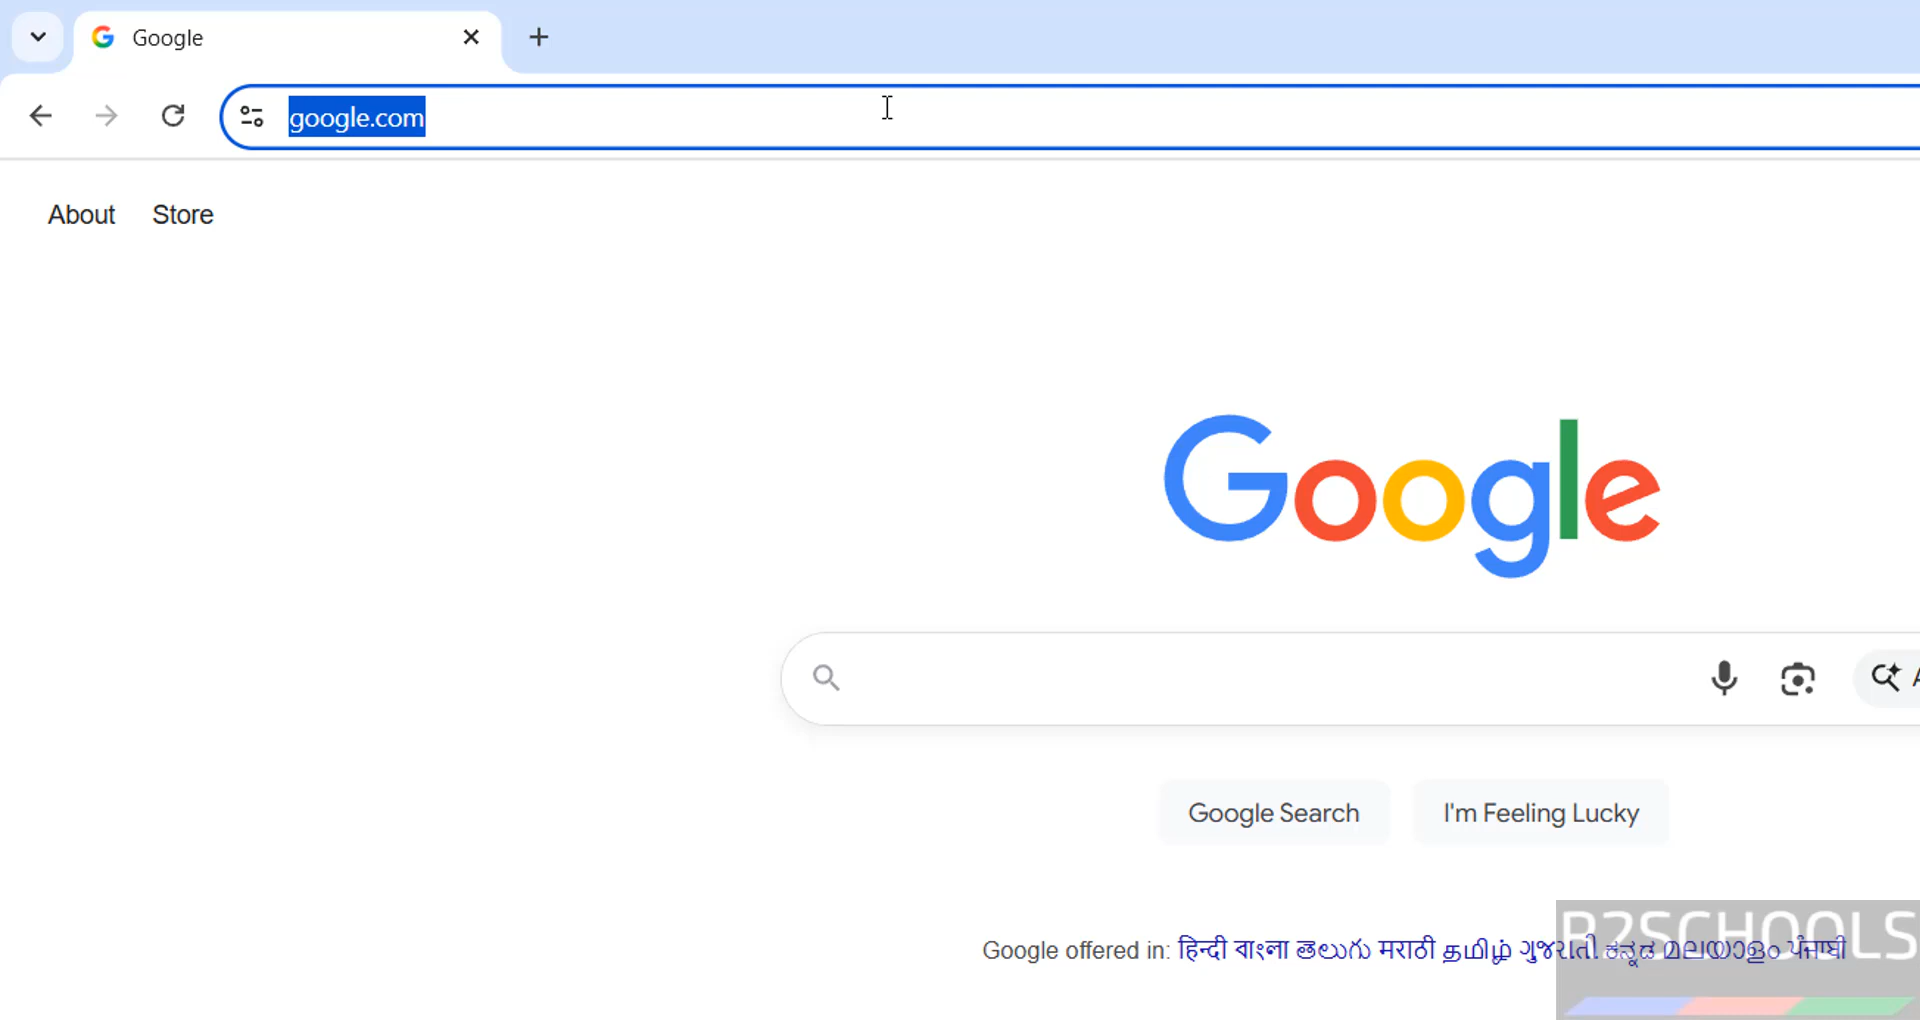 Google
google.com
About Store
Google
A
Google Search I'm Feeling Lucky
Google offered in: हिन्दी বাংলা తెలుగు मराठी தமிழ் ગુજરાતી ಕನ್ನಡ മലയാളം ਪੰਜਾਬੀ
R2SCHOOLS